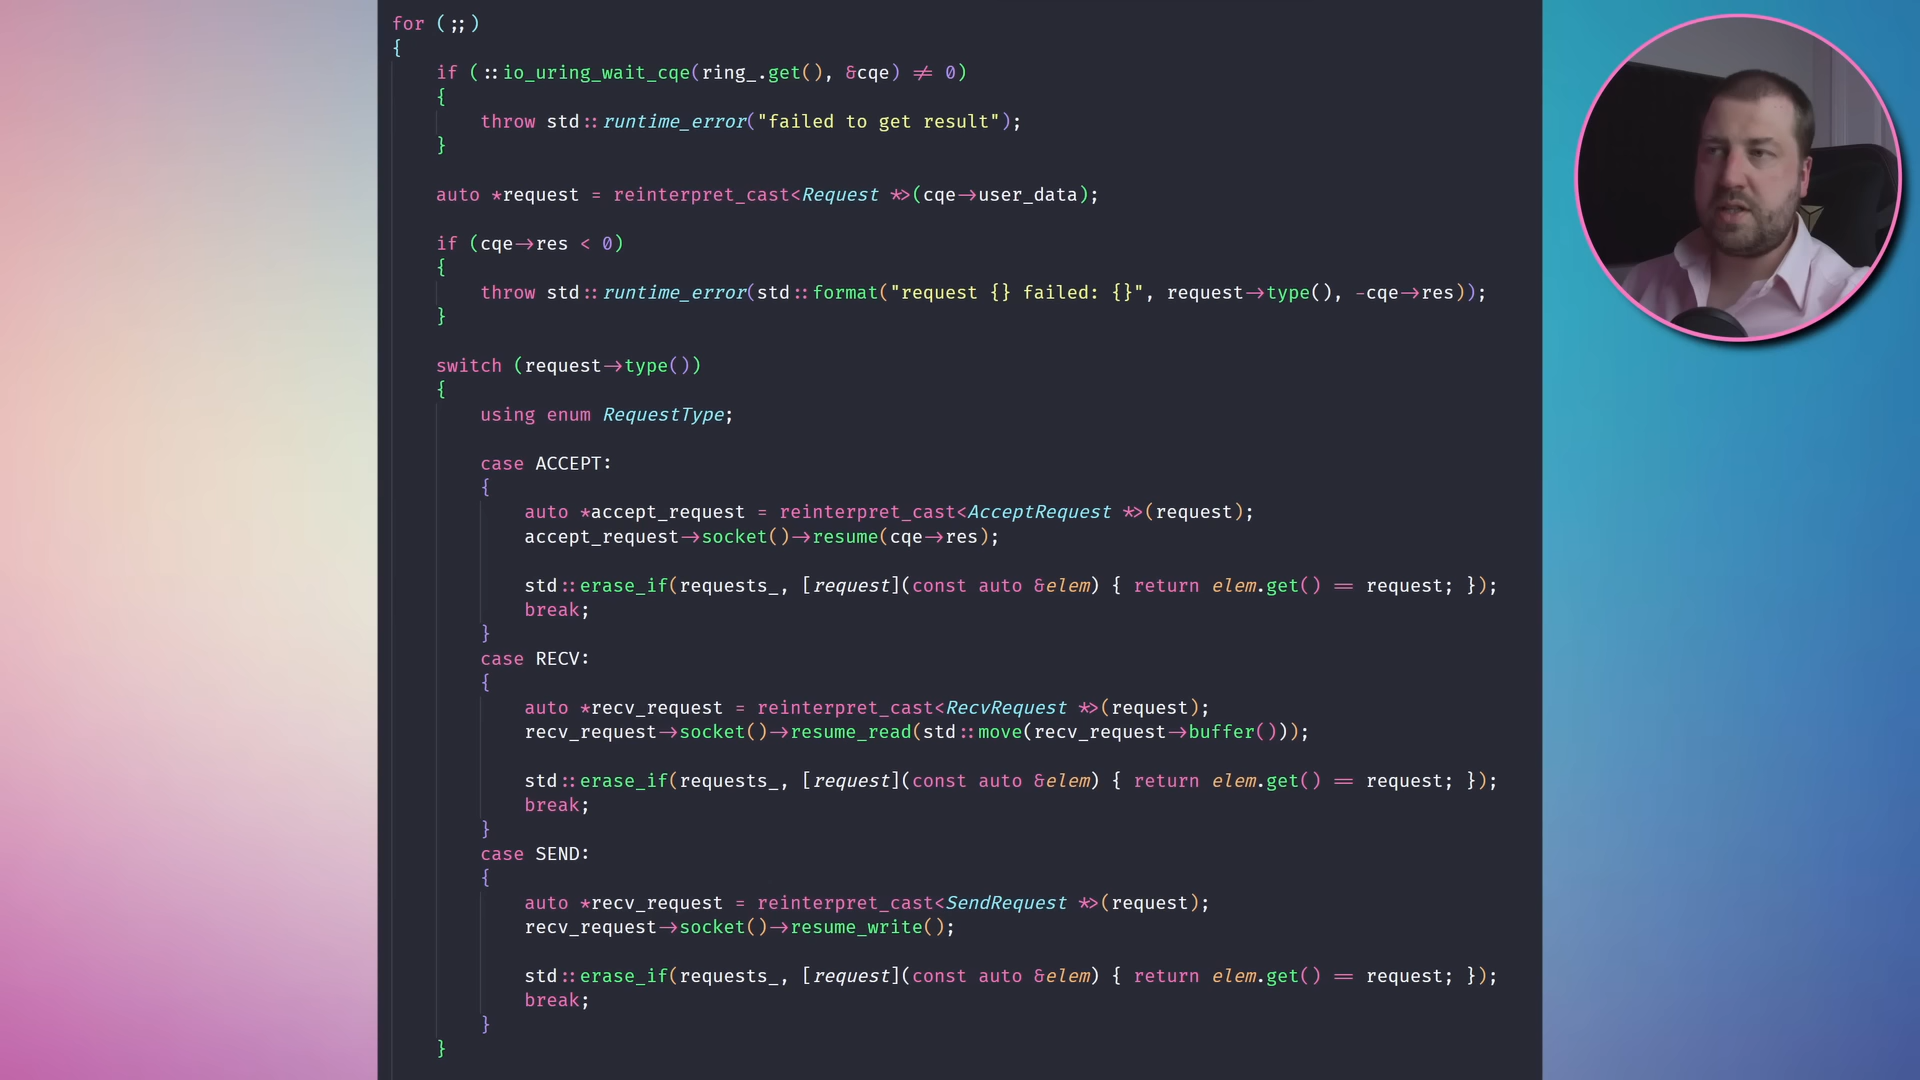 for (;;)
{
if (::io_uring_wait_cqe(ring_.get(), &cqe) != 0)
{
throw std::runtime_error("failed to get result");
}
auto *request = reinterpret_cast<Request *>(cqe->user_data);
if (cqe->res < 0)
{
throw std::runtime_error(std::format("request {} failed: {}", request->type(), -cqe->res));
}
switch (request->type())
{
using enum RequestType;
case ACCEPT:
{
auto *accept_request = reinterpret_cast<AcceptRequest *>(request);
accept_request->socket()->resume(cqe->res);
std::erase_if(requests_, [request](const auto &elem) { return elem.get() == request; });
break;
}
case RECV:
{
auto *recv_request = reinterpret_cast<RecvRequest *>(request);
recv_request->socket()->resume_read(std::move(recv_request->buffer()));
std::erase_if(requests_, [request](const auto &elem) { return elem.get() == request; });
break;
}
case SEND:
{
auto *recv_request = reinterpret_cast<SendRequest *>(request);
recv_request->socket()->resume_write();
std::erase_if(requests_, [request](const auto &elem) { return elem.get() == request; });
break;
}
}